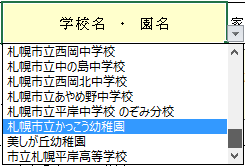 学校名 ・ 園名
札幌市立西岡中学校
札幌市立中の島中学校
札幌市立西岡北中学校
札幌市立あやめ野中学校
札幌市立平岸中学校 のぞみ分校
札幌市立かっこう幼稚園
美しが丘幼稚園
市立札幌平岸高等学校